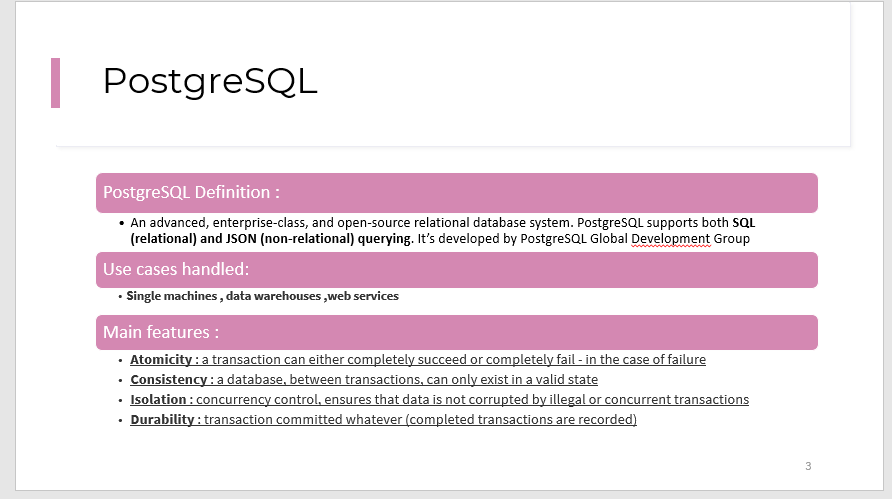 PostgreSQL
PostgreSQL Definition :
• An advanced, enterprise-class, and open-source relational database system. PostgreSQL supports both SQL
(relational) and JSON (non-relational) querying. It’s developed by PostgreSQL Global Development Group
Use cases handled:
• Single machines , data warehouses ,web services
Main features :
• Atomicity : a transaction can either completely succeed or completely fail - in the case of failure
• Consistency : a database, between transactions, can only exist in a valid state
• Isolation : concurrency control, ensures that data is not corrupted by illegal or concurrent transactions
• Durability : transaction committed whatever (completed transactions are recorded)
3